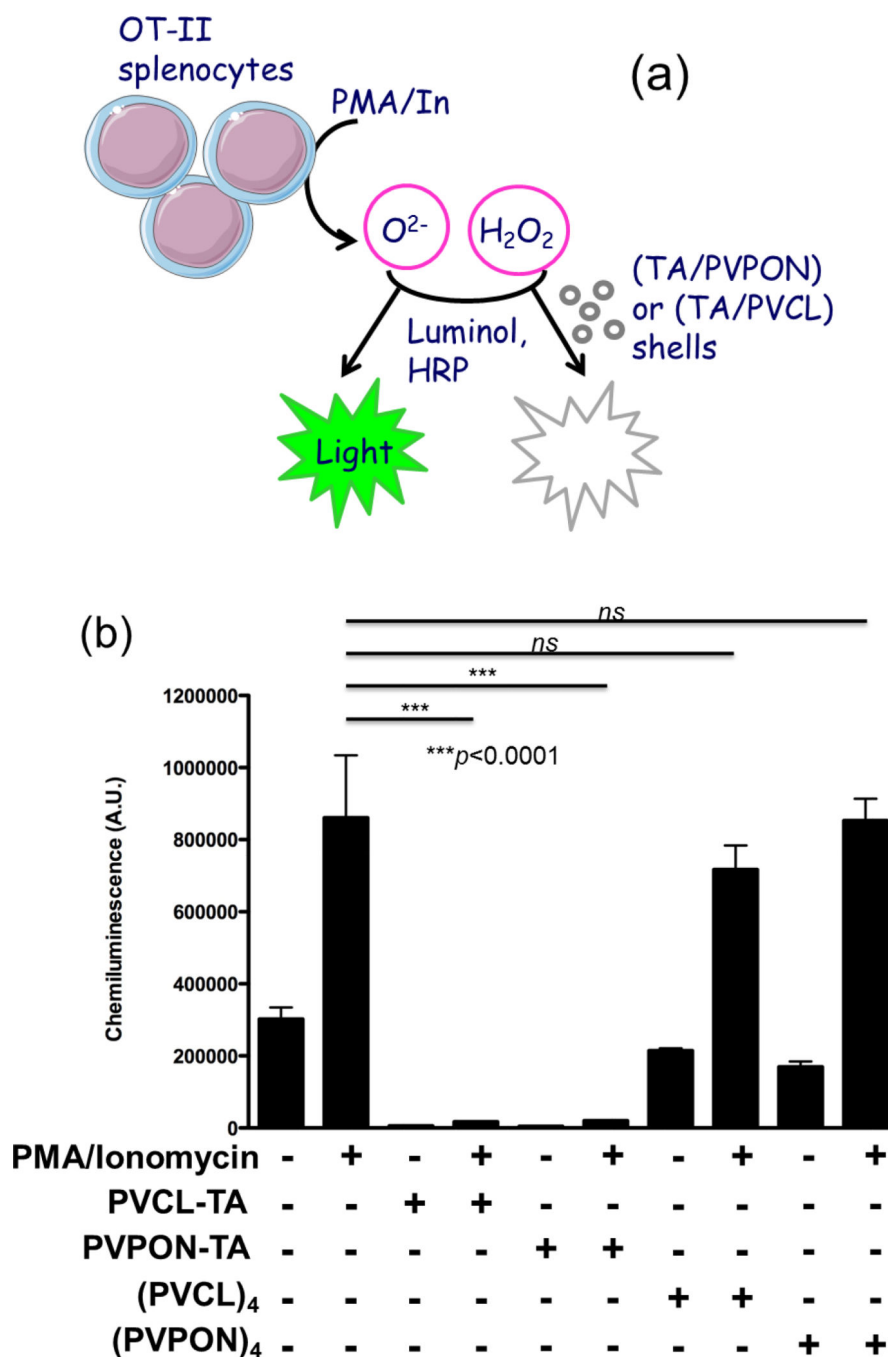 OT-II
splenocytes
(a)
PMA/In
O²⁻
H₂O₂
(TA/PVPON)
or (TA/PVCL)
shells
Luminol,
HRP
Light
(b)
ns
ns
***
***
***p<0.0001
Chemiluminescence (A.U.)
1200000
1000000
800000
600000
400000
200000
0
PMA/Ionomycin - + - + - + - + - +
PVCL-TA - - + + - - - - - -
PVPON-TA - - - - + + - - - -
(PVCL)₄ - - - - - - + + - -
(PVPON)₄ - - - - - - - - + +